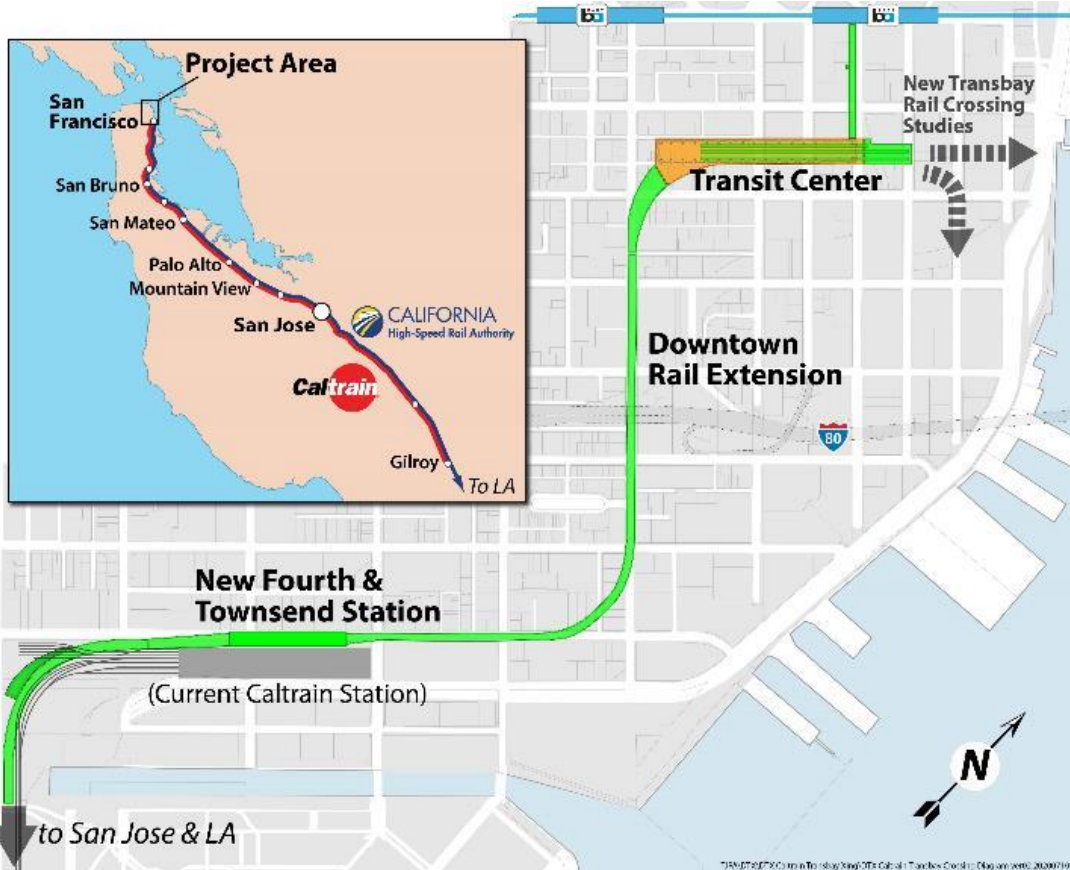 ba
ba
Project Area
San
Francisco
San Bruno
San Mateo
Palo Alto
Mountain View
San Jose
CALIFORNIA
High-Speed Rail Authority
Caltrain
Gilroy
To LA
New Transbay
Rail Crossing
Studies
Transit Center
Downtown
Rail Extension
80
New Fourth &
Townsend Station
(Current Caltrain Station)
to San Jose & LA
N